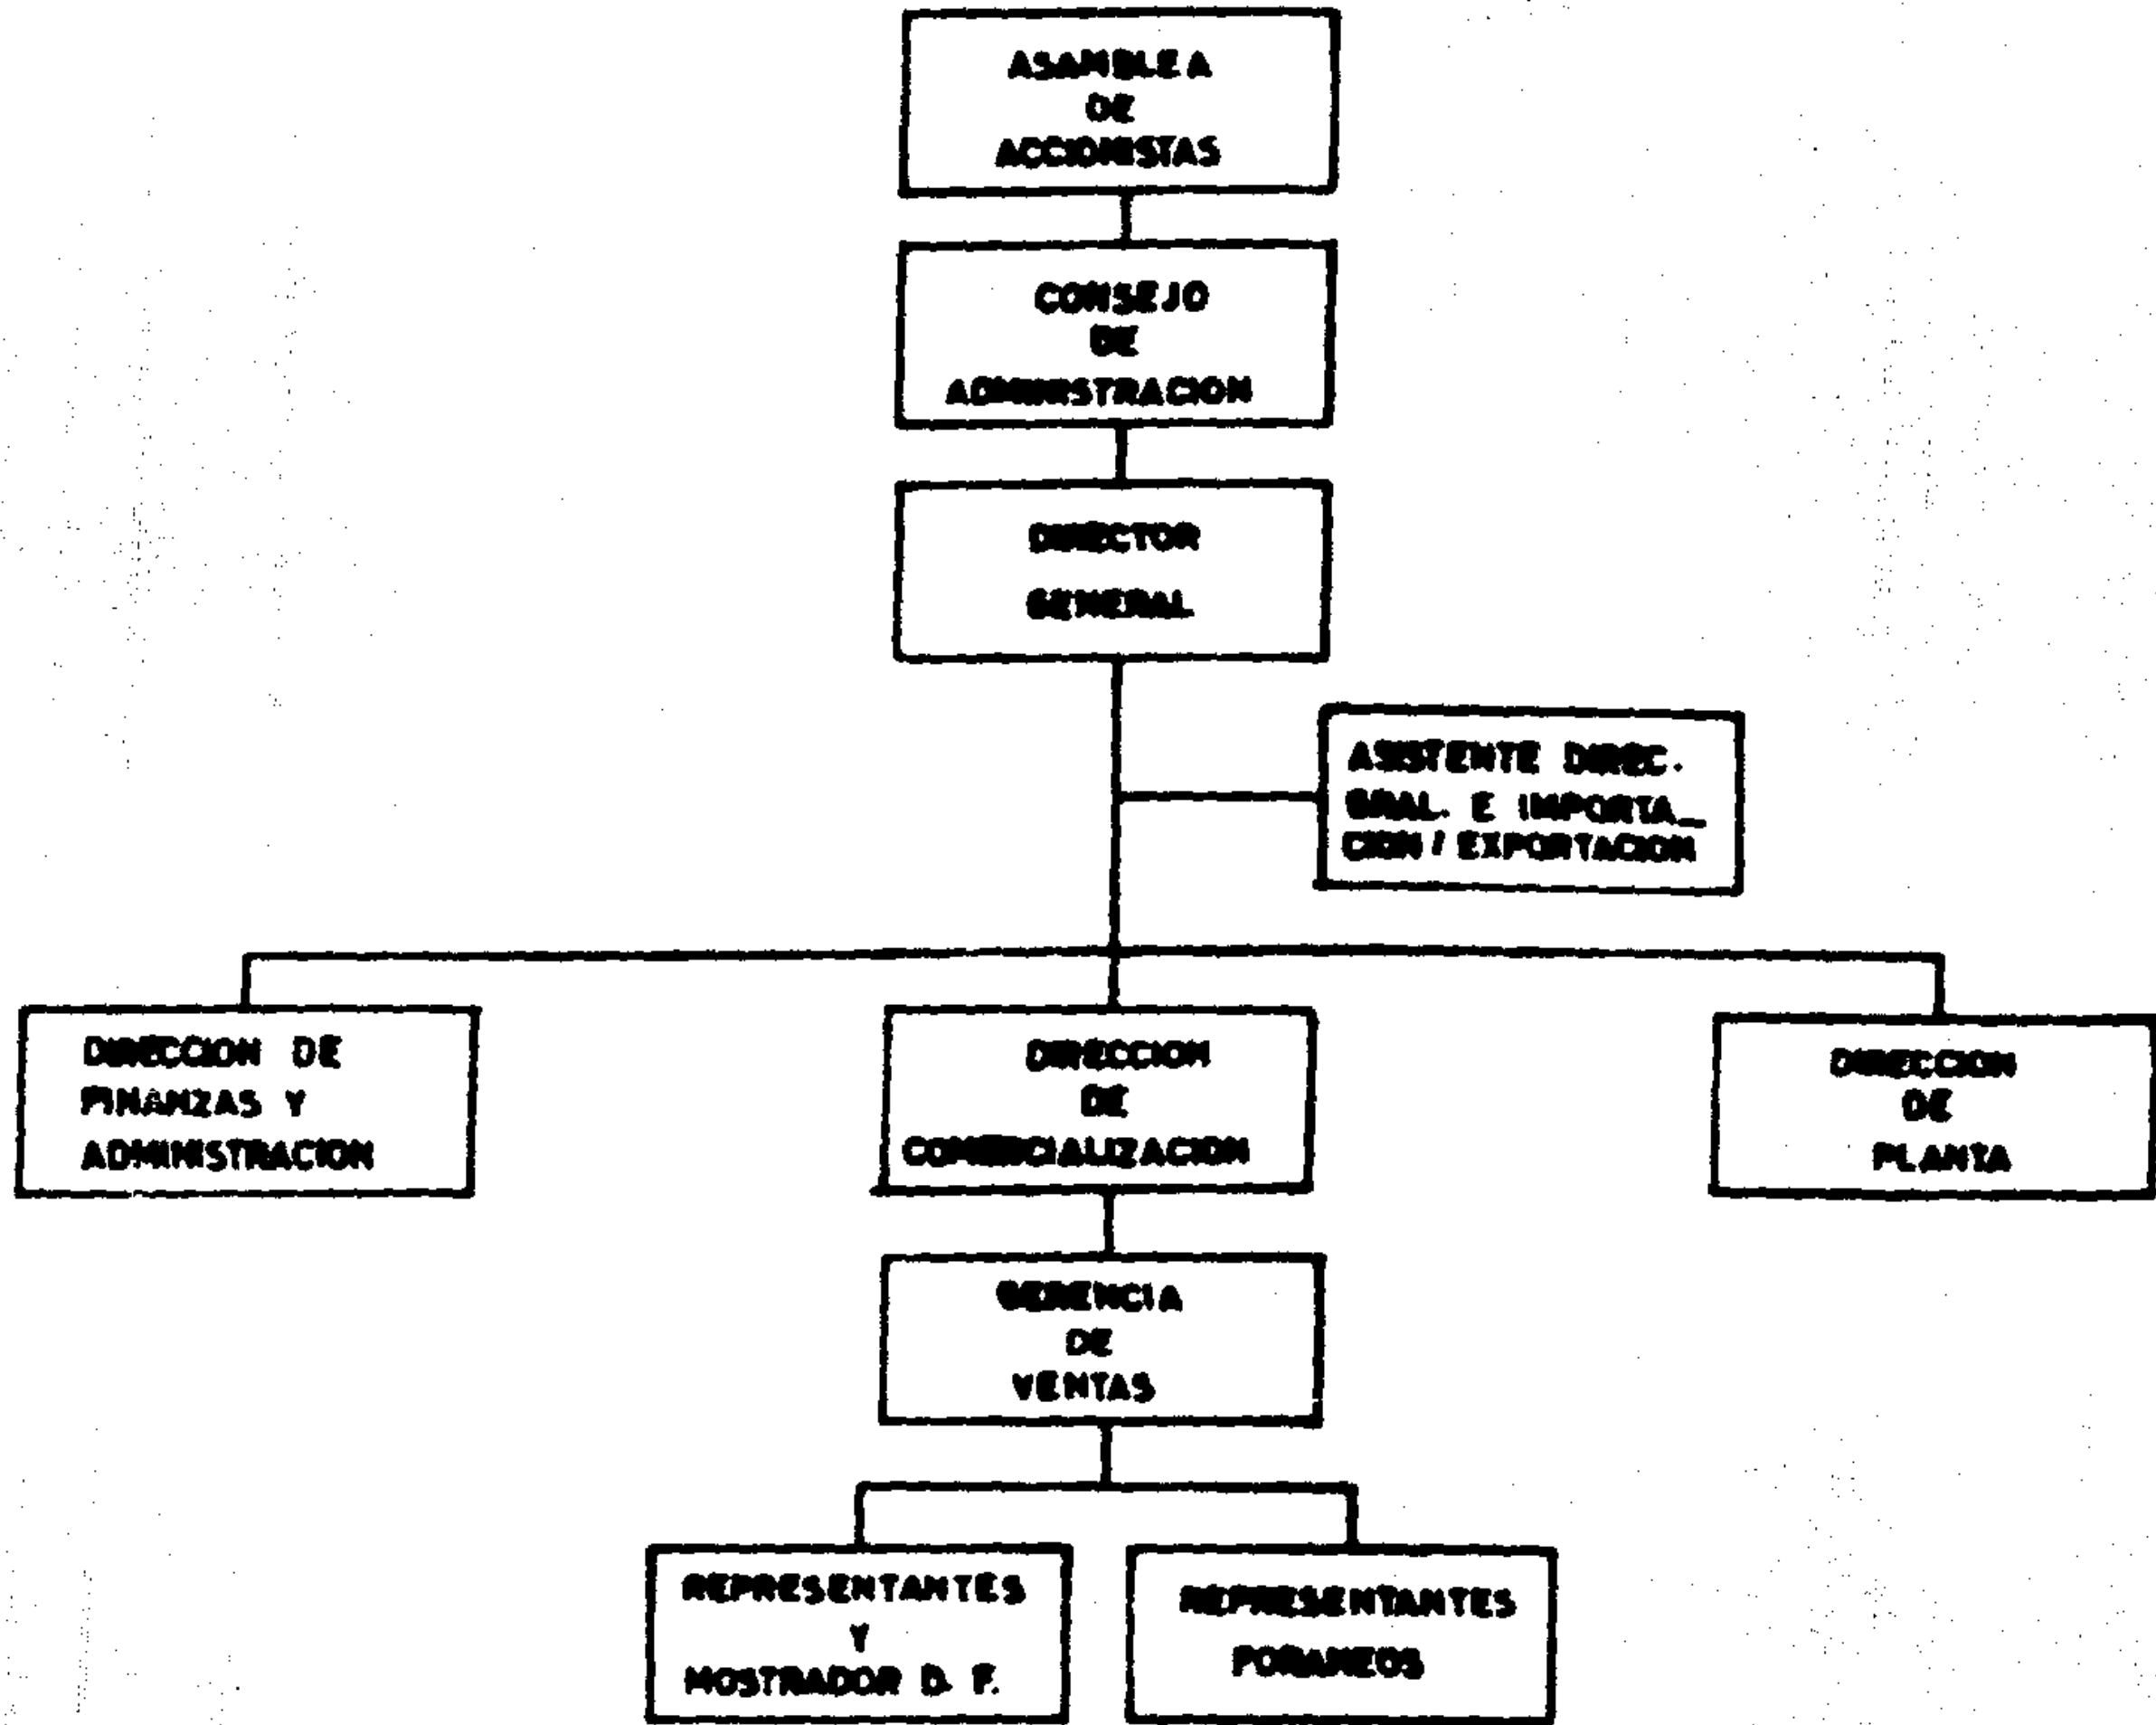 ASAMBLEA
DE
ACCIONISTAS
CONSEJO
DE
ADMINISTRACION
DIRECTOR
GENERAL
ASISTENTE DIREC.
GRAL. E IMPORTA_
CION / EXPORTACION
DIRECCION DE
FINANZAS Y
ADMINISTRACION
DIRECCION
DE
COMERCIALIZACION
DIRECCION
DE
PLANTA
GERENCIA
DE
VENTAS
REPRESENTANTES
Y
MOSTRADOR D. F.
REPRESENTANTES
FORANEOS